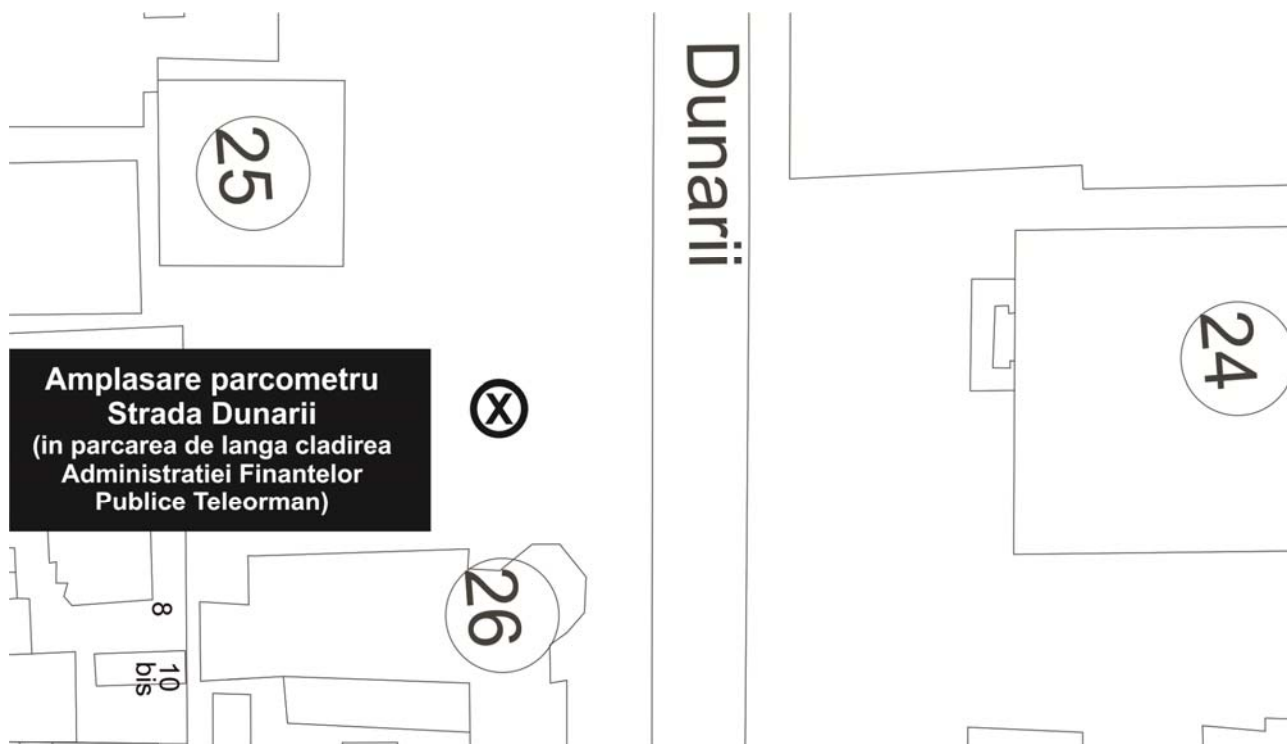 Dunarii
25
24
Amplasare parcometru
Strada Dunarii
(in parcarea de langa cladirea
Administratiei Finantelor
Publice Teleorman)
X
26
8
10
bis